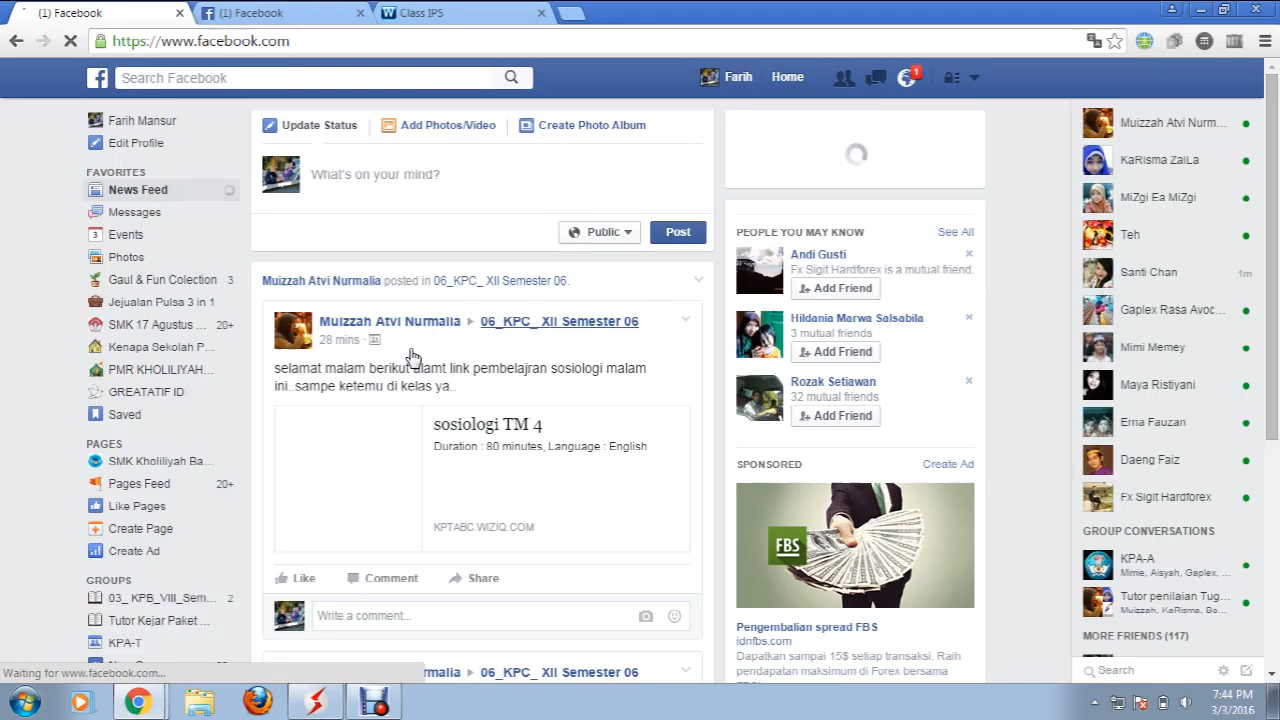 (1) Facebook
(1) Facebook
Class IPS
https://www.facebook.com
Search Facebook
Farih
Home
1
Farih Mansur
Edit Profile
FAVORITES
News Feed
Messages
Events
Photos
Gaul & Fun Colection 3
Jejualan Pulsa 3 in 1
SMK 17 Agustus ... 20+
Kenapa Sekolah P...
PMR KHOLILIYAH...
GREATATIF ID
Saved
PAGES
SMK Kholiliyah Ba...
Pages Feed 20+
Like Pages
Create Page
Create Ad
GROUPS
03_ KPB_VIII_Sem... 2
Tutor Kejar Paket ...
KPA-T
Waiting for www.facebook.com...
Update Status
Add Photos/Video
Create Photo Album
What's on your mind?
Public
Post
Muizzah Atvi Nurmalia posted in 06_KPC_ XII Semester 06.
Muizzah Atvi Nurmalia 06_KPC_ XII Semester 06
28 mins ·
selamat malam berikut alamt link pembelajran sosiologi malam
ini..sampe ketemu di kelas ya..
sosiologi TM 4
Duration : 80 minutes, Language : English
KPTABC.WIZIQ.COM
Like
Comment
Share
Write a comment...
rmalia 06_KPC_ XII Semester 06
PEOPLE YOU MAY KNOW
See All
Andi Gusti
Fx Sigit Hardforex is a mutual friend.
Add Friend
Hildania Marwa Salsabila
3 mutual friends
Add Friend
Rozak Setiawan
32 mutual friends
Add Friend
SPONSORED
Create Ad
FBS
Pengembalian spread FBS
idnfbs.com
Dapatkan sampai 15$ setiap transaksi. Raih
pendapatan maksimum di Forex bersama
Muizzah Atvi Nurm...
KaRisma ZaiLa
MiZgi Ea MiZgi
Teh
Santi Chan 1m
Gaplex Rasa Avoc...
Mimi Memey
Maya Ristiyani
Erna Fauzan
Daeng Faiz
Fx Sigit Hardforex
GROUP CONVERSATIONS
KPA-A
Mimie, Aisyah, Gaplex, ...
Tutor penilaian Tug...
Muizzah, KaRisma, Bo...
MORE FRIENDS (117)
Search
7:44 PM
3/3/2016